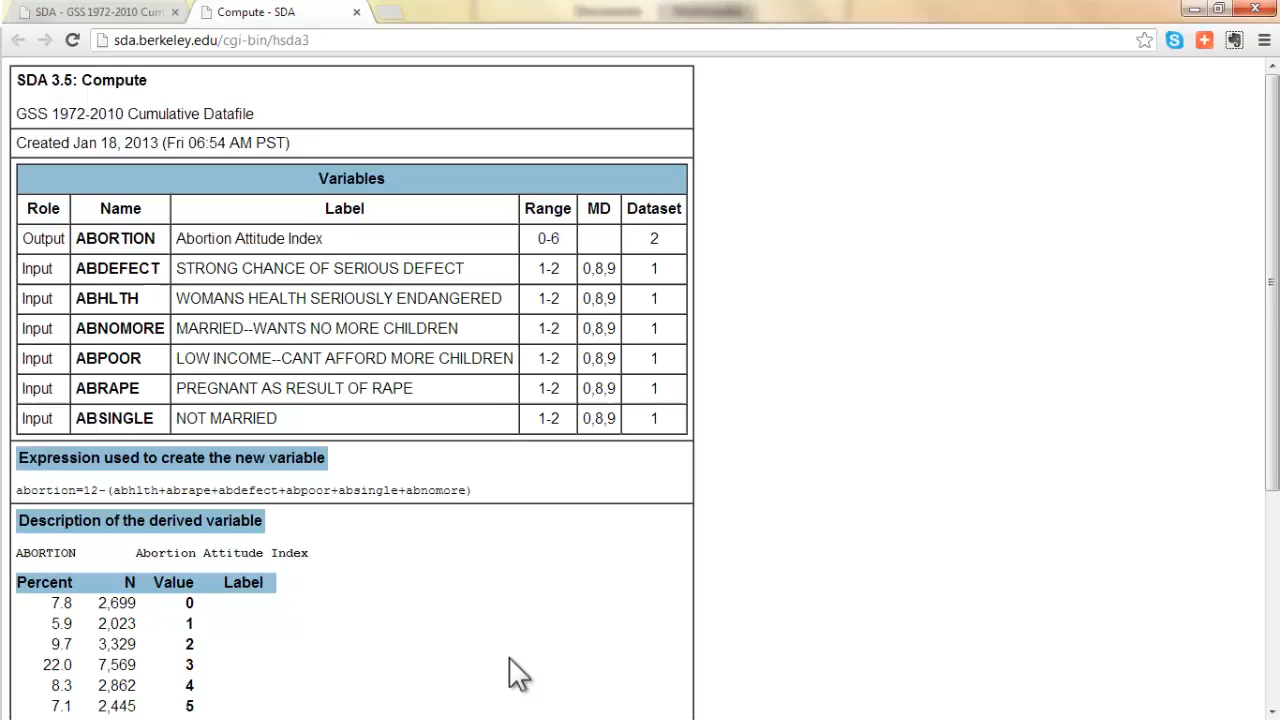 SDA - GSS 1972-2010 Cum
Compute - SDA
sda.berkeley.edu/cgi-bin/hsda3
SDA 3.5: Compute
GSS 1972-2010 Cumulative Datafile
Created Jan 18, 2013 (Fri 06:54 AM PST)
Variables
Role Name Label Range MD Dataset
Output ABORTION Abortion Attitude Index 0-6 2
Input ABDEFECT STRONG CHANCE OF SERIOUS DEFECT 1-2 0,8,9 1
Input ABHLTH WOMANS HEALTH SERIOUSLY ENDANGERED 1-2 0,8,9 1
Input ABNOMORE MARRIED--WANTS NO MORE CHILDREN 1-2 0,8,9 1
Input ABPOOR LOW INCOME--CANT AFFORD MORE CHILDREN 1-2 0,8,9 1
Input ABRAPE PREGNANT AS RESULT OF RAPE 1-2 0,8,9 1
Input ABSINGLE NOT MARRIED 1-2 0,8,9 1
Expression used to create the new variable
abortion=12-(abhlth+abrape+abdefect+abpoor+absingle+abnomore)
Description of the derived variable
ABORTION Abortion Attitude Index
Percent N Value Label
7.8 2,699 0
5.9 2,023 1
9.7 3,329 2
22.0 7,569 3
8.3 2,862 4
7.1 2,445 5